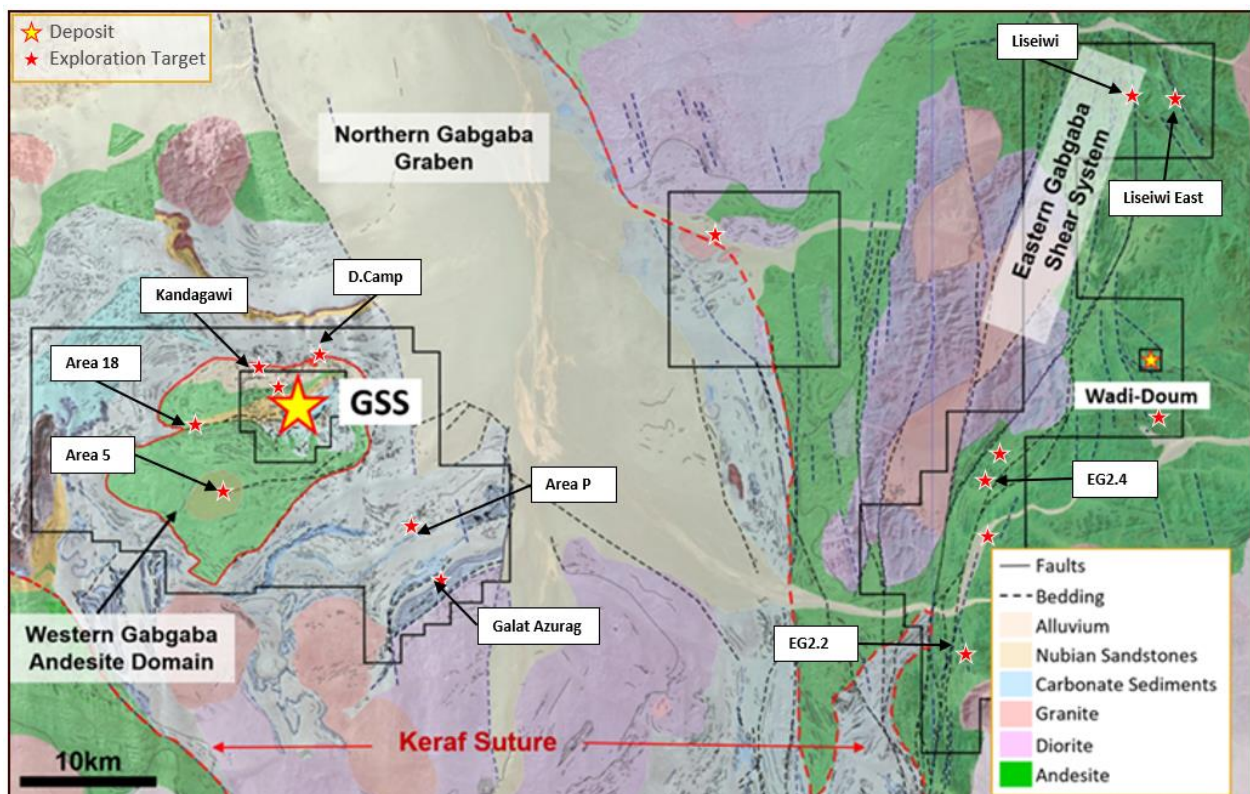 Deposit
Exploration Target
Liseiwi
Northern Gabgaba
Graben
Eastern Gabgaba
Shear System
Liseiwi East
D.Camp
Kandagawi
Area 18
GSS
Wadi-Doum
Area 5
Area P
EG2.4
Galat Azurag
Western Gabgaba
Andesite Domain
EG2.2
Keraf Suture
10km
Faults
Bedding
Alluvium
Nubian Sandstones
Carbonate Sediments
Granite
Diorite
Andesite